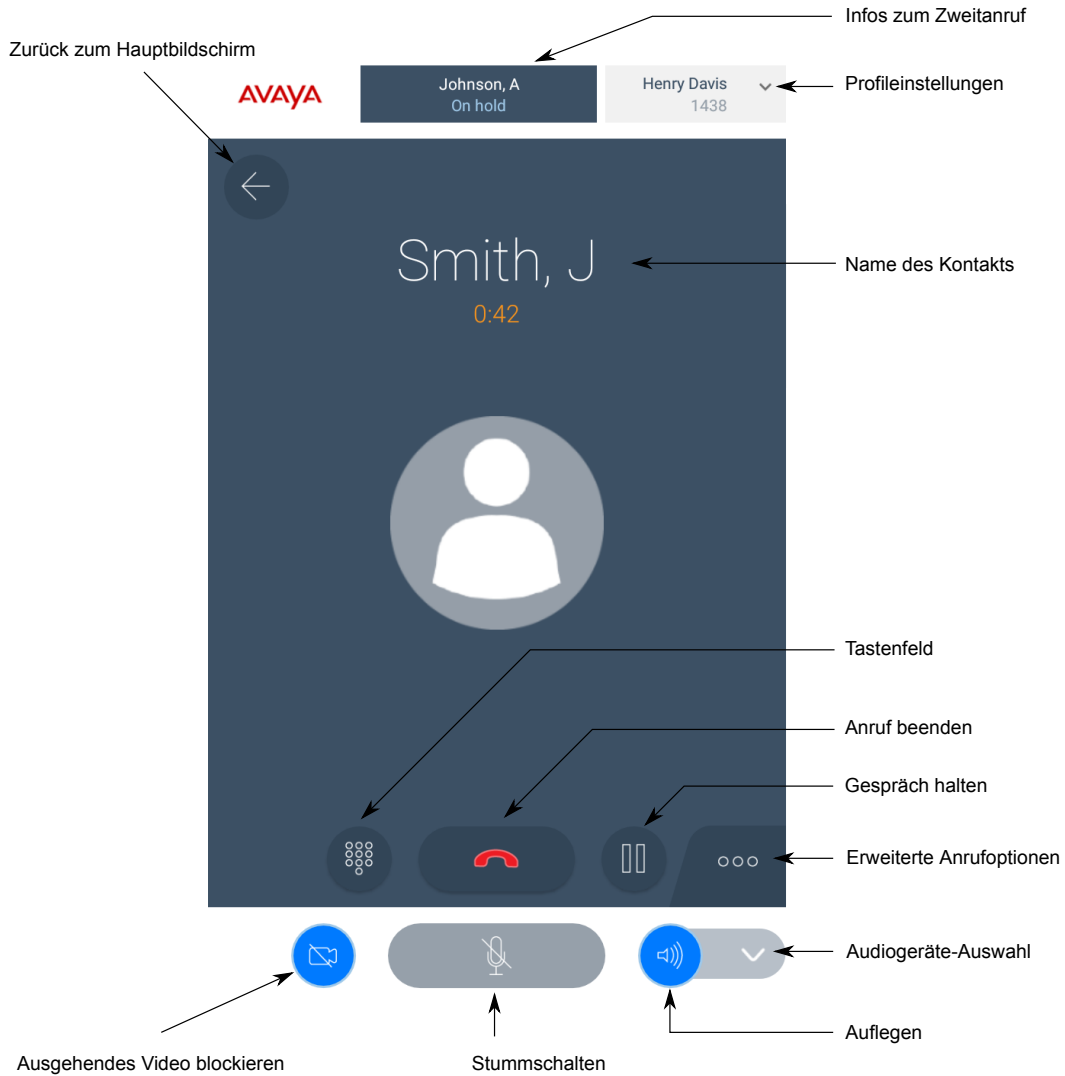 Infos zum Zweitanruf
Zurück zum Hauptbildschirm
AVAYA
Johnson, A
On hold
Henry Davis
1438
Profileinstellungen
Smith, J
0:42
Name des Kontakts
Tastenfeld
Anruf beenden
Gespräch halten
Erweiterte Anrufoptionen
Audiogeräte-Auswahl
Auflegen
Ausgehendes Video blockieren
Stummschalten